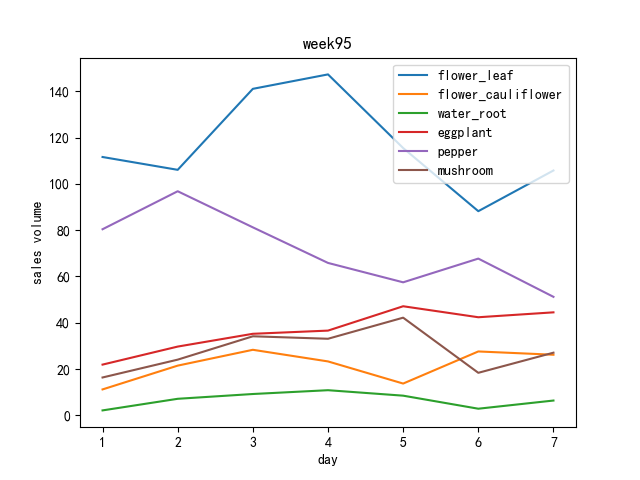 week95
flower_leaf
flower_cauliflower
water_root
eggplant
pepper
mushroom
sales volume
140
120
100
80
60
40
20
0
1 2 3 4 5 6 7
day